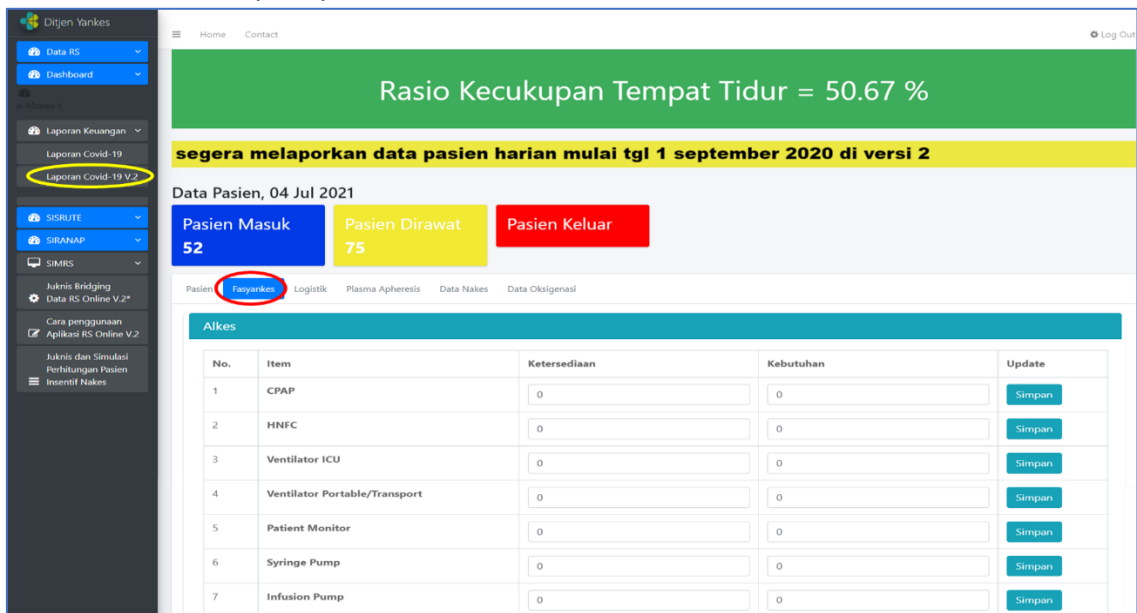 Ditjen Yankes
Home Contact
Log Out
Data RS
Dashboard
Laporan Keuangan
Laporan Covid-19
Laporan Covid-19 V.2
SISRUTE
SIRANAP
SIMRS
Juknis Bridging
Data RS Online V.2*
Cara penggunaan
Aplikasi RS Online V.2
Juknis dan Simulasi
Perhitungan Pasien
Insentif Nakes
Rasio Kecukupan Tempat Tidur = 50.67 %
segera melaporkan data pasien harian mulai tgl 1 september 2020 di versi 2
Data Pasien, 04 Jul 2021
Pasien Masuk
52
Pasien Dirawat
75
Pasien Keluar
Pasien Fasyankes Logistik Plasma Apheresis Data Nakes Data Oksigenasi
Alkes
No. Item Ketersediaan Kebutuhan Update
1 CPAP 0 0 Simpan
2 HNFC 0 0 Simpan
3 Ventilator ICU 0 0 Simpan
4 Ventilator Portable/Transport 0 0 Simpan
5 Patient Monitor 0 0 Simpan
6 Syringe Pump 0 0 Simpan
7 Infusion Pump 0 0 Simpan